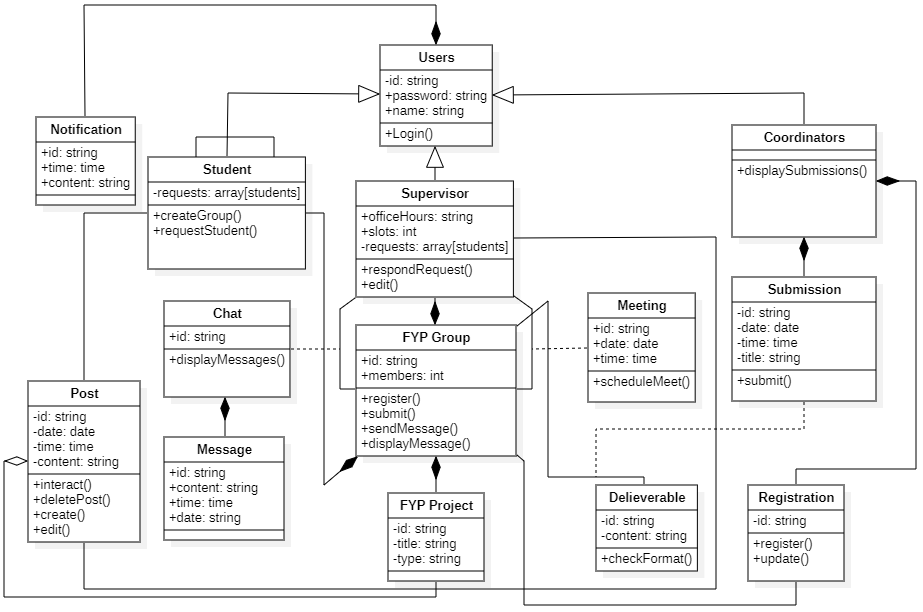 Users
-id: string
+password: string
+name: string
+Login()
Notification
+id: string
+time: time
+content: string
Student
-requests: array[students]
+createGroup()
+requestStudent()
Supervisor
+officeHours: string
+slots: int
-requests: array[students]
+respondRequest()
+edit()
Coordinators
+displaySubmissions()
Chat
+id: string
+displayMessages()
FYP Group
+id: string
+members: int
+register()
+submit()
+sendMessage()
+displayMessage()
Meeting
+id: string
+date: date
+time: time
+scheduleMeet()
Submission
-id: string
-date: date
-time: time
-title: string
+submit()
Post
-id: string
-date: date
-time: time
-content: string
+interact()
+deletePost()
+create()
+edit()
Message
+id: string
+content: string
+time: time
+date: string
FYP Project
-id: string
-title: string
-type: string
Delieverable
-id: string
-content: string
+checkFormat()
Registration
-id: string
+register()
+update()